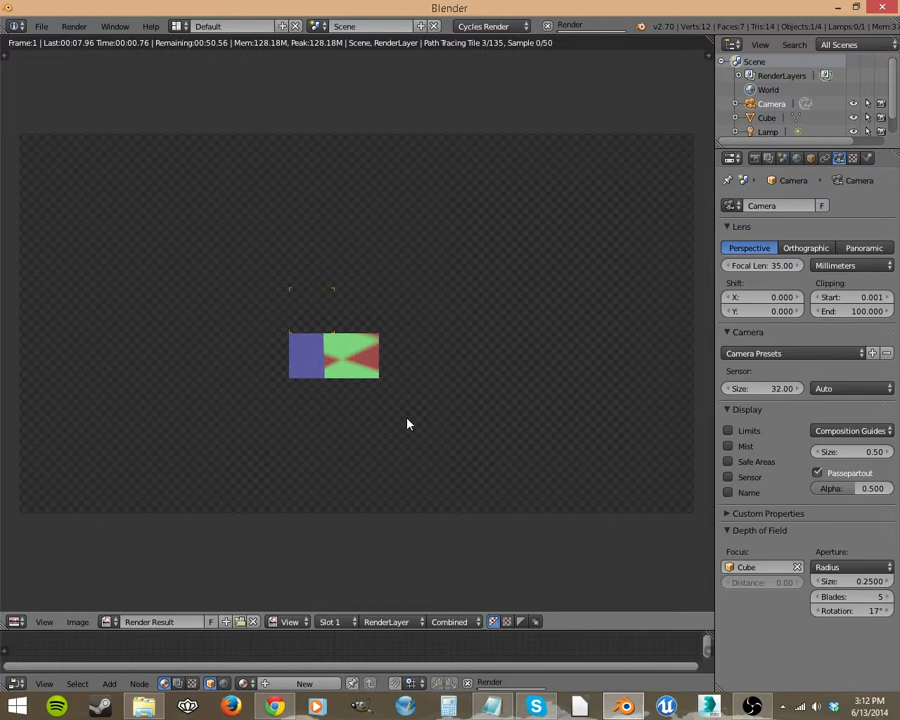 Blender
File Render Window Help Default Scene Cycles Render Render v2.70 | Verts:12 | Faces:7 | Tris:14 | Objects:1/4 | Lamps:0/1 |
Frame:1 | Last:00:07.96 Time:00:00.76 | Remaining:00:50.56 | Mem:128.18M, Peak:128.18M | Scene, RenderLayer | Path Tracing Tile 3/135, Sample 0/50
View Search All Scenes
Scene
RenderLayers
World
Camera
Cube
Lamp
Camera Camera
Camera F
Lens
Perspective Orthographic Panoramic
Focal Len: 35.00 Millimeters
Shift: Clipping:
X: 0.000 Start: 0.001
Y: 0.000 End: 100.000
Camera
Camera Presets
Sensor:
Size: 32.00 Auto
Display
Limits Composition Guides
Mist Size: 0.50
Safe Areas
Passepartout
Sensor
Name Alpha: 0.500
Custom Properties
Depth of Field
Focus: Aperture:
Cube Radius
Distance: 0.00 Size: 0.2500
Blades: 5
Rotation: 17°
View Image Render Result F View Slot 1 RenderLayer Combined
View Select Add Node New Render
3:12 PM
6/13/2014